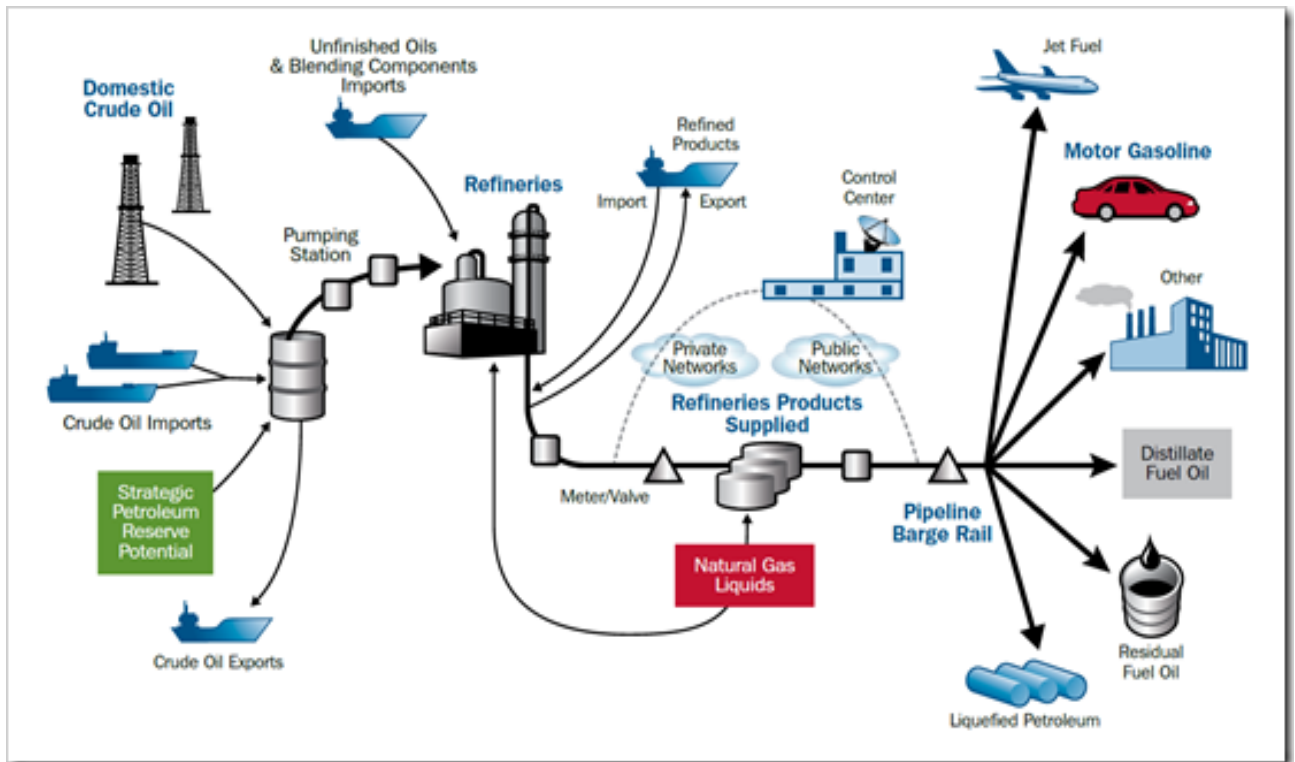 Unfinished Oils
& Blending Components
Imports
Jet Fuel
Domestic
Crude Oil
Refined
Products
Motor Gasoline
Refineries
Import
Export
Control
Center
Pumping
Station
Other
Private
Networks
Public
Networks
Crude Oil Imports
Refineries Products
Supplied
Distillate
Fuel Oil
Strategic
Petroleum
Reserve
Potential
Meter/Valve
Pipeline
Barge Rail
Natural Gas
Liquids
Crude Oil Exports
Residual
Fuel Oil
Liquefied Petroleum